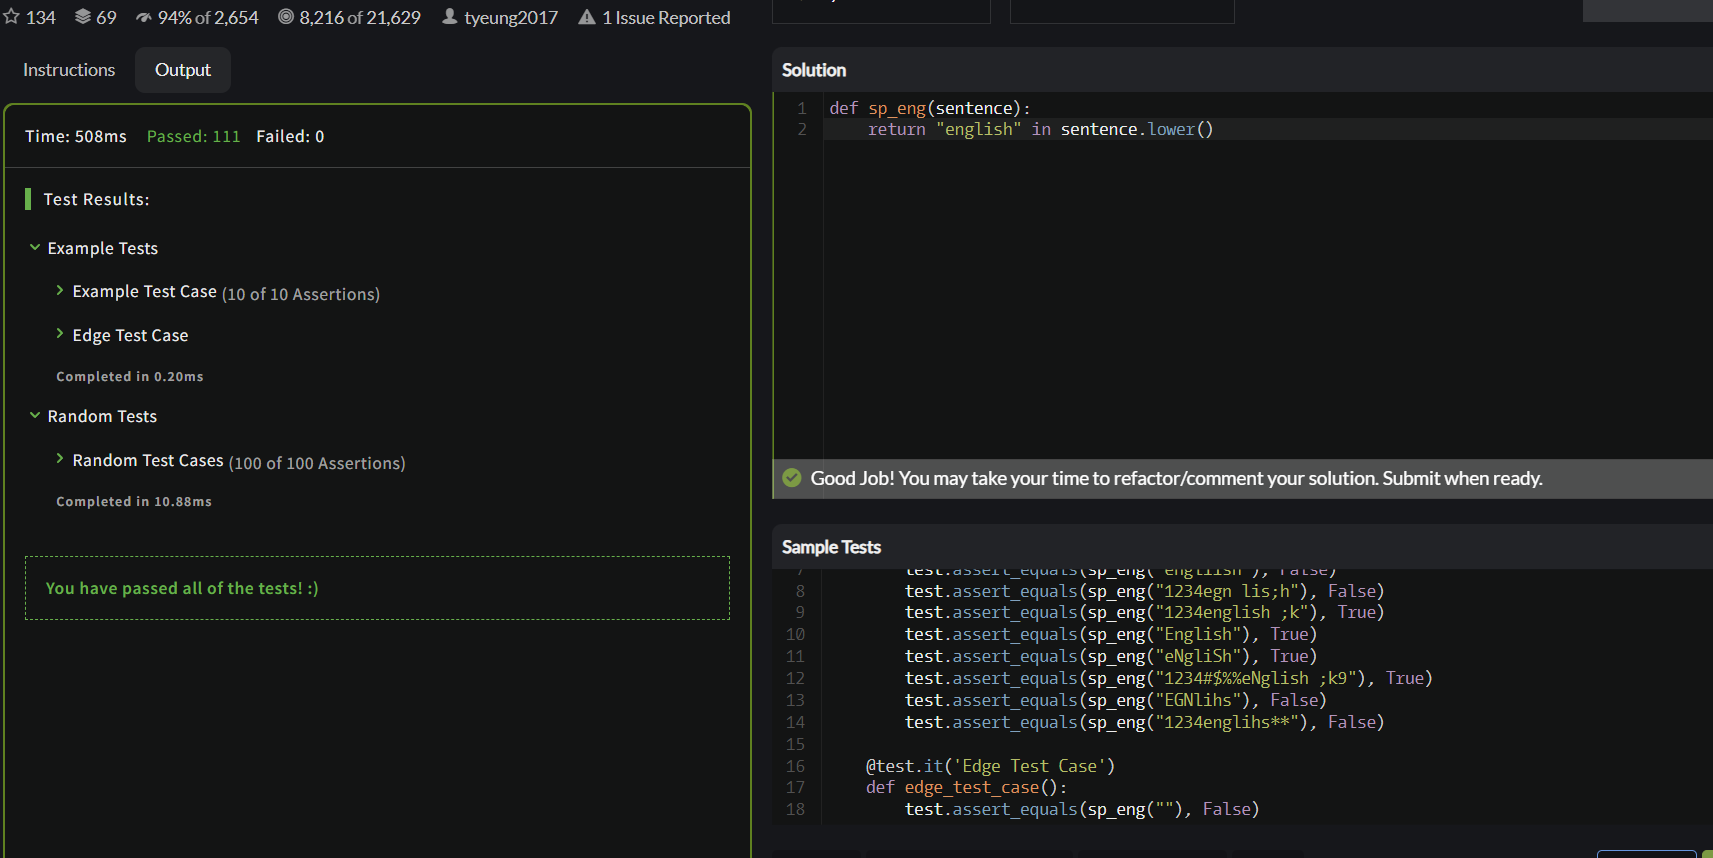 134 69 94% of 2,654 8,216 of 21,629 tyeung2017 1 Issue Reported
Instructions Output
Time: 508ms Passed: 111 Failed: 0
Test Results:
Example Tests
Example Test Case (10 of 10 Assertions)
Edge Test Case
Completed in 0.20ms
Random Tests
Random Test Cases (100 of 100 Assertions)
Completed in 10.88ms
You have passed all of the tests! :)
Solution
1 def sp_eng(sentence):
2 return "english" in sentence.lower()
Good Job! You may take your time to refactor/comment your solution. Submit when ready.
Sample Tests
7 test.assert_equals(sp_eng("engliish"), False)
8 test.assert_equals(sp_eng("1234egn lis;h"), False)
9 test.assert_equals(sp_eng("1234english ;k"), True)
10 test.assert_equals(sp_eng("English"), True)
11 test.assert_equals(sp_eng("eNgliSh"), True)
12 test.assert_equals(sp_eng("1234#$%%eNglish ;k9"), True)
13 test.assert_equals(sp_eng("EGNlihs"), False)
14 test.assert_equals(sp_eng("1234englihs**"), False)
15
16 @test.it('Edge Test Case')
17 def edge_test_case():
18 test.assert_equals(sp_eng(""), False)